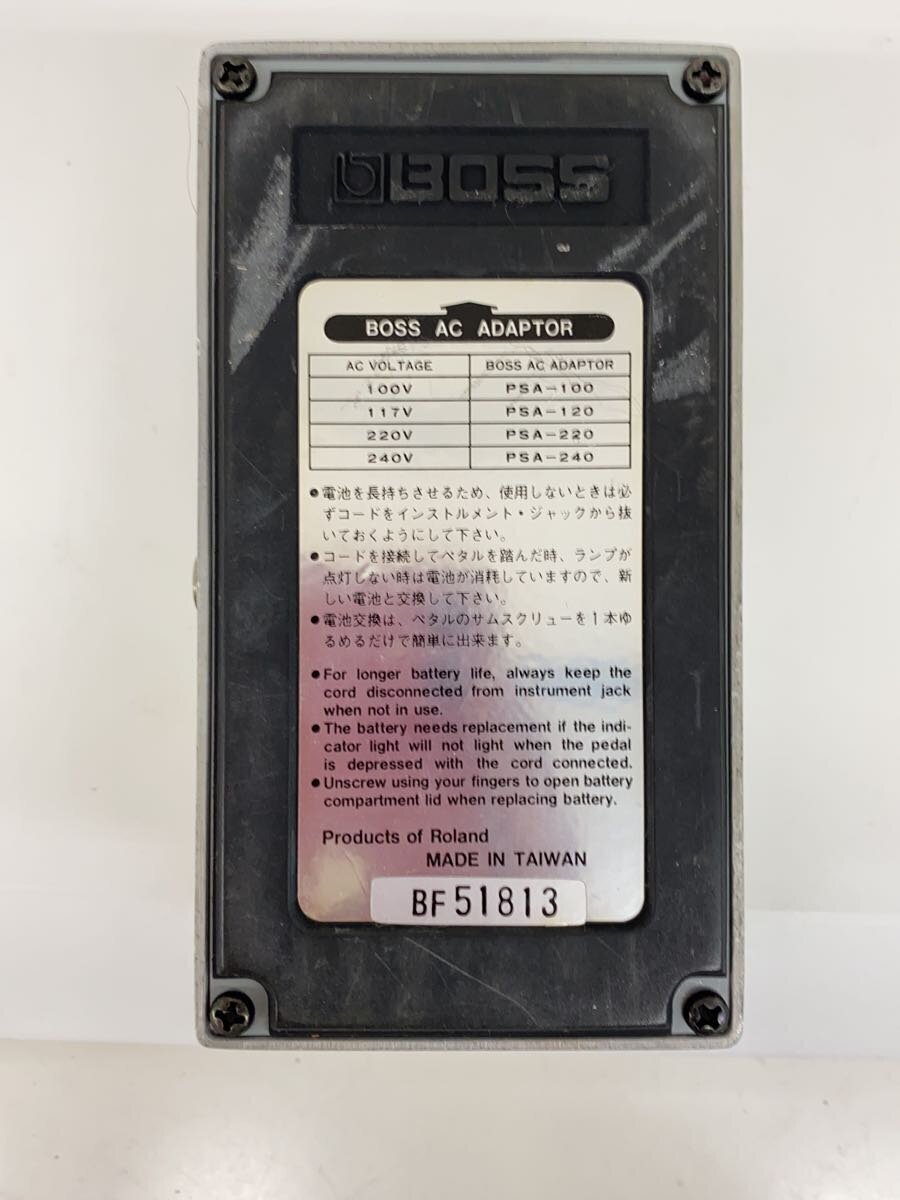 BOSS
BOSS AC ADAPTOR
AC VOLTAGE BOSS AC ADAPTOR
100V PSA-100
117V PSA-120
220V PSA-220
240V PSA-240
●電池を長持ちさせるため、使用しないときは必
ずコードをインストルメント・ジャックから抜
いておくようにして下さい。
●コードを接続してペタルを踏んだ時、ランプが
点灯しない時は電池が消耗していますので、新
しい電池と交換して下さい。
●電池交換は、ペタルのサムスクリューを1本ゆ
るめるだけで簡単に出来ます。
●For longer battery life, always keep the
cord disconnected from instrument jack
when not in use.
●The battery needs replacement if the indi-
cator light will not light when the pedal
is depressed with the cord connected.
●Unscrew using your fingers to open battery
compartment lid when replacing battery.
Products of Roland
MADE IN TAIWAN
BF51813